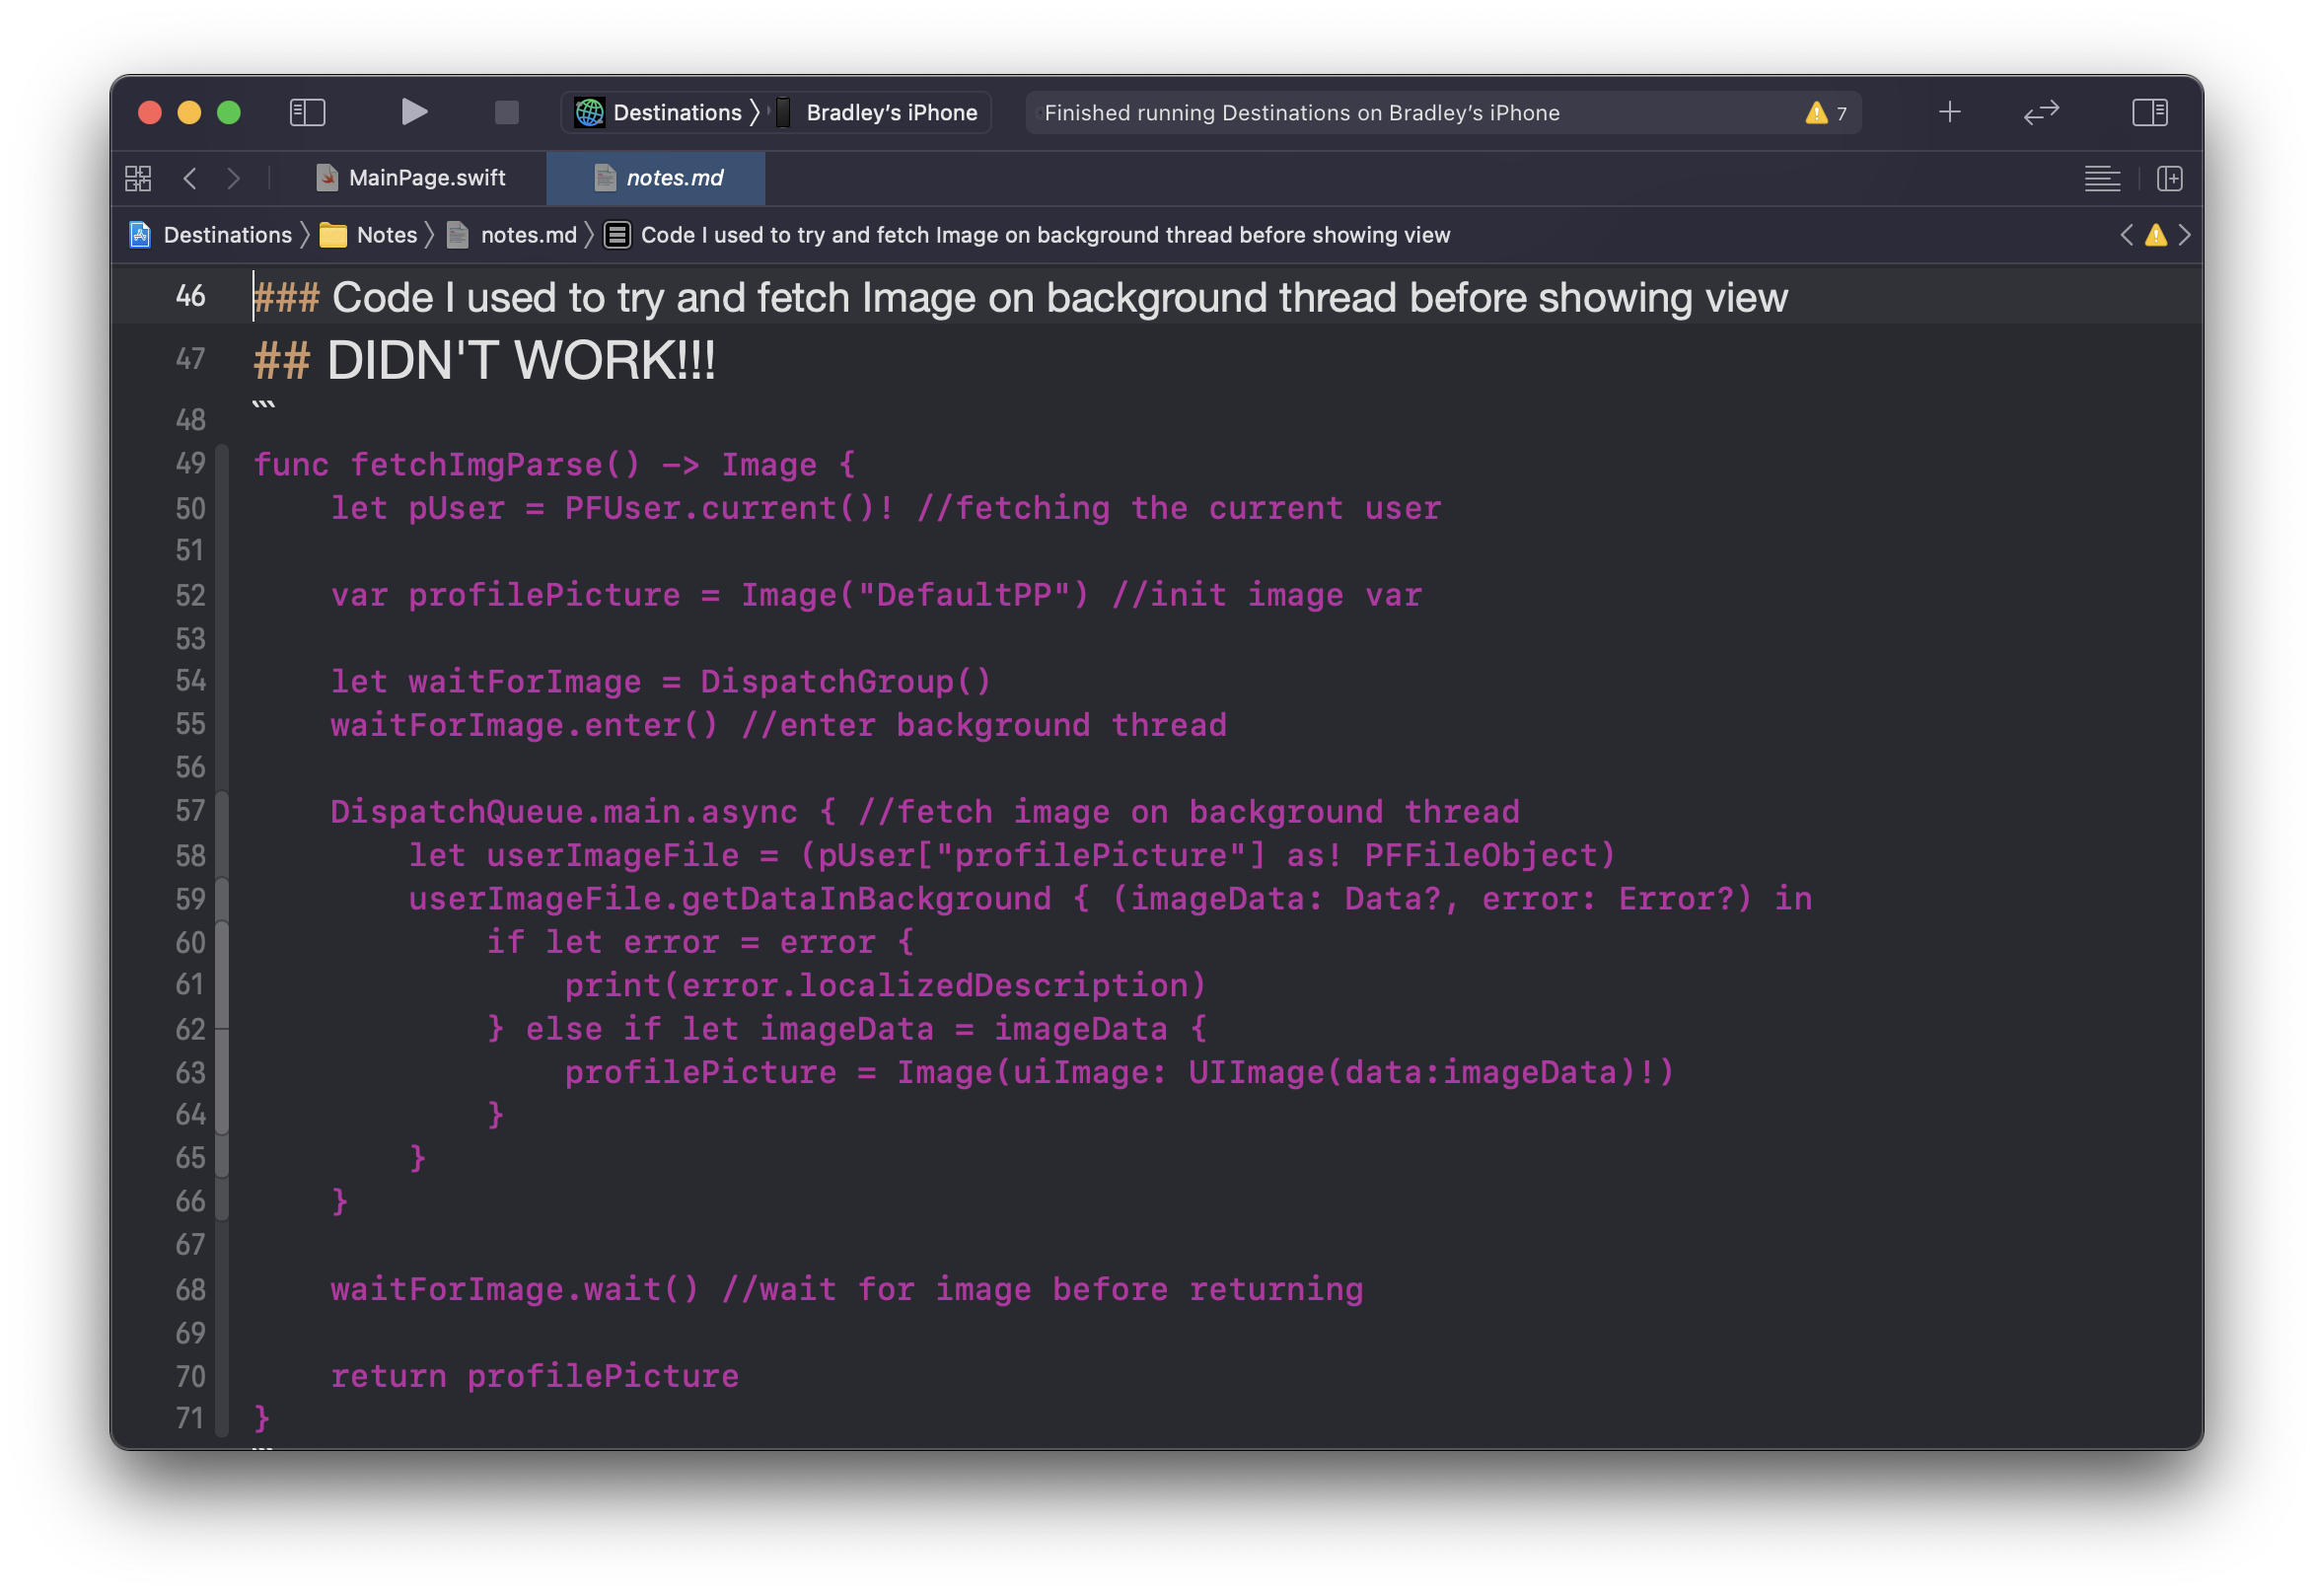 Destinations Bradley’s iPhone Finished running Destinations on Bradley’s iPhone 7
MainPage.swift notes.md
Destinations Notes notes.md Code I used to try and fetch Image on background thread before showing view
46 ### Code I used to try and fetch Image on background thread before showing view
47 ## DIDN'T WORK!!!
48 ```
49 func fetchImgParse() -> Image {
50 let pUser = PFUser.current()! //fetching the current user
51
52 var profilePicture = Image("DefaultPP") //init image var
53
54 let waitForImage = DispatchGroup()
55 waitForImage.enter() //enter background thread
56
57 DispatchQueue.main.async { //fetch image on background thread
58 let userImageFile = (pUser["profilePicture"] as! PFFileObject)
59 userImageFile.getDataInBackground { (imageData: Data?, error: Error?) in
60 if let error = error {
61 print(error.localizedDescription)
62 } else if let imageData = imageData {
63 profilePicture = Image(uiImage: UIImage(data:imageData)!)
64 }
65 }
66 }
67
68 waitForImage.wait() //wait for image before returning
69
70 return profilePicture
71 }
```